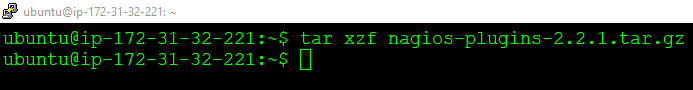 ubuntu@ip-172-31-32-221: ~
ubuntu@ip-172-31-32-221:~$ tar xzf nagios-plugins-2.2.1.tar.gz
ubuntu@ip-172-31-32-221:~$